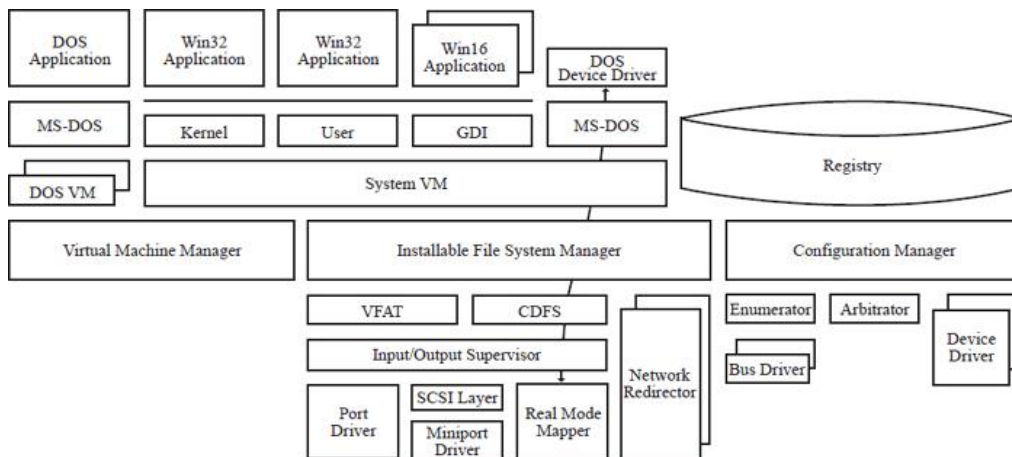 DOS
Application
Win32
Application
Win32
Application
Win16
Application
DOS
Device Driver
MS-DOS
Kernel
User
GDI
MS-DOS
Registry
DOS VM
System VM
Virtual Machine Manager
Installable File System Manager
Configuration Manager
VFAT
CDFS
Enumerator
Arbitrator
Input/Output Supervisor
Network
Redirector
Bus Driver
Device
Driver
Port
Driver
SCSI Layer
Miniport
Driver
Real Mode
Mapper